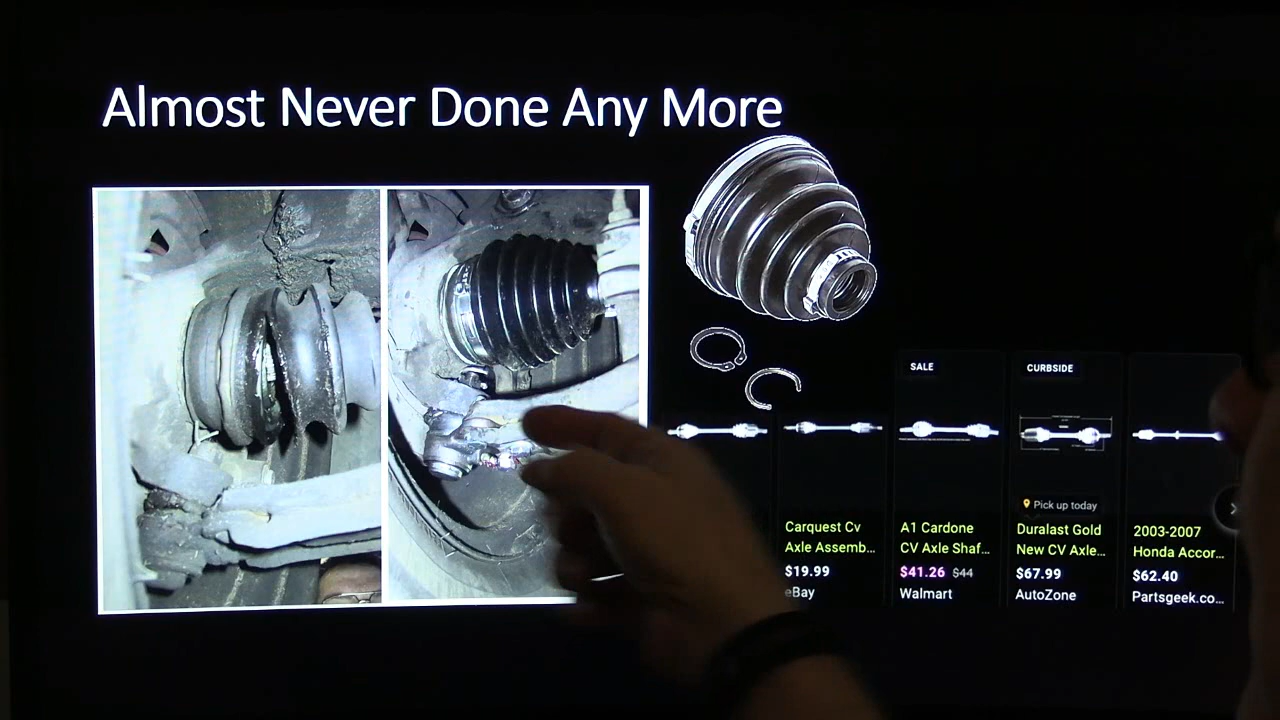 Almost Never Done Any More
SALE
CURBSIDE
Pick up today
Carquest Cv
Axle Assemb...
$19.99
eBay
A1 Cardone
CV Axle Shaf...
$41.26 $44
Walmart
Duralast Gold
New CV Axle...
$67.99
AutoZone
2003-2007
Honda Accor...
$62.40
Partsgeek.co...